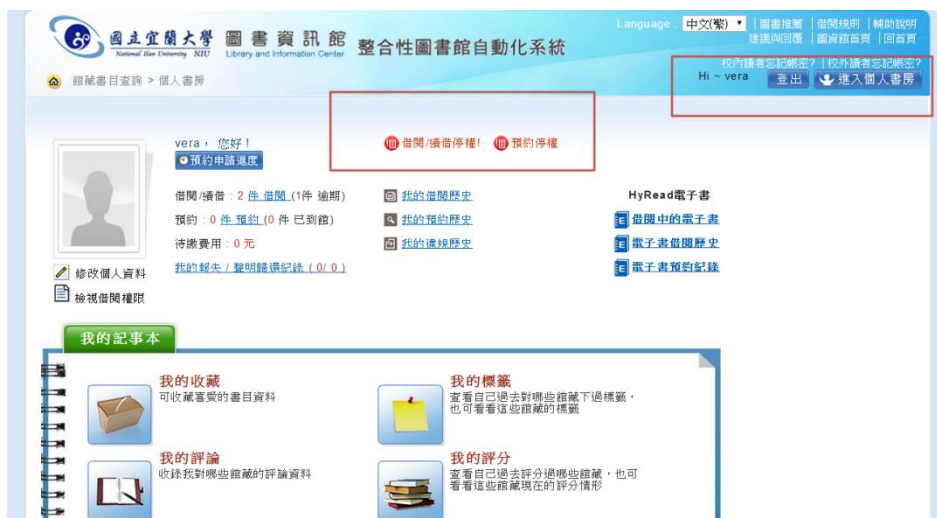 國立宜蘭大學 圖書資訊館 整合性圖書館自動化系統
National Ilan University NIU Library and Information Center
Language : 中文(繁) | 圖書推薦 | 借閱規則 | 輔助說明
建議與回覆 | 圖資館首頁 | 回首頁
校內讀者忘記帳密? | 校外讀者忘記帳密?
Hi ~ vera 登出 進入個人書房
館藏書目查詢 > 個人書房
vera , 您好 !
借閱/續借停權! 預約停權
預約申請進度
借閱/續借 : 2 件 借閱 (1件 逾期) 我的借閱歷史 HyRead電子書
預約 : 0 件 預約 (0 件 已到館) 我的預約歷史 借閱中的電子書
待繳費用 : 0 元 我的違規歷史 電子書借閱歷史
我的報失 / 聲明歸還紀錄 ( 0/ 0 ) 電子書預約紀錄
修改個人資料
檢視借閱權限
我的記事本
我的收藏
可收藏喜愛的書目資料
我的標籤
查看自己過去對哪些館藏下過標籤,
也可看看這些館藏的標籤
我的評論
收錄我對哪些館藏的評論資料
我的評分
查看自己過去評分過哪些館藏,也可
看看這些館藏現在的評分情形